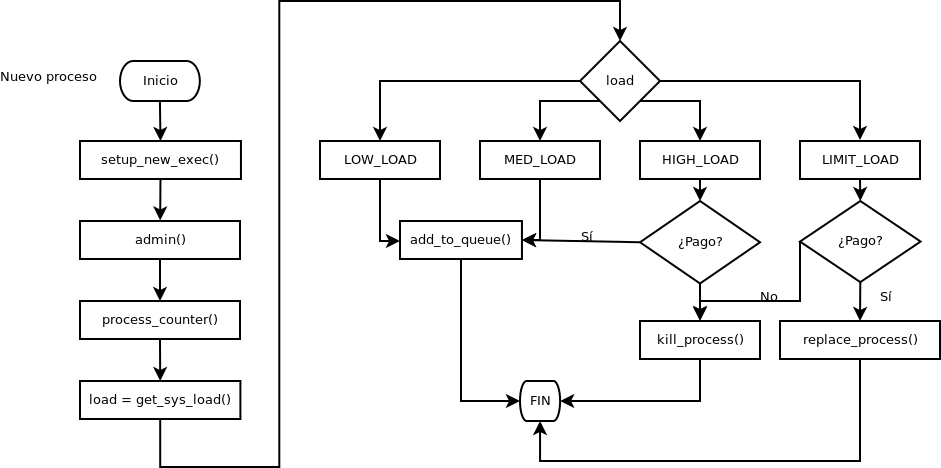 Nuevo proceso
Inicio
setup_new_exec()
admin()
process_counter()
load = get_sys_load()
load
LOW_LOAD
MED_LOAD
HIGH_LOAD
LIMIT_LOAD
add_to_queue()
Sí
¿Pago?
¿Pago?
No
Sí
kill_process()
replace_process()
FIN